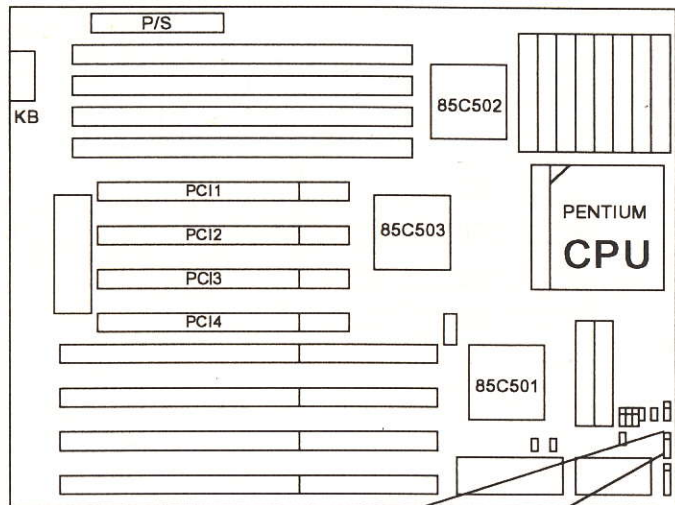 P/S
KB
85C502
PCI1
PCI2
PCI3
PCI4
85C503
PENTIUM
CPU
85C501